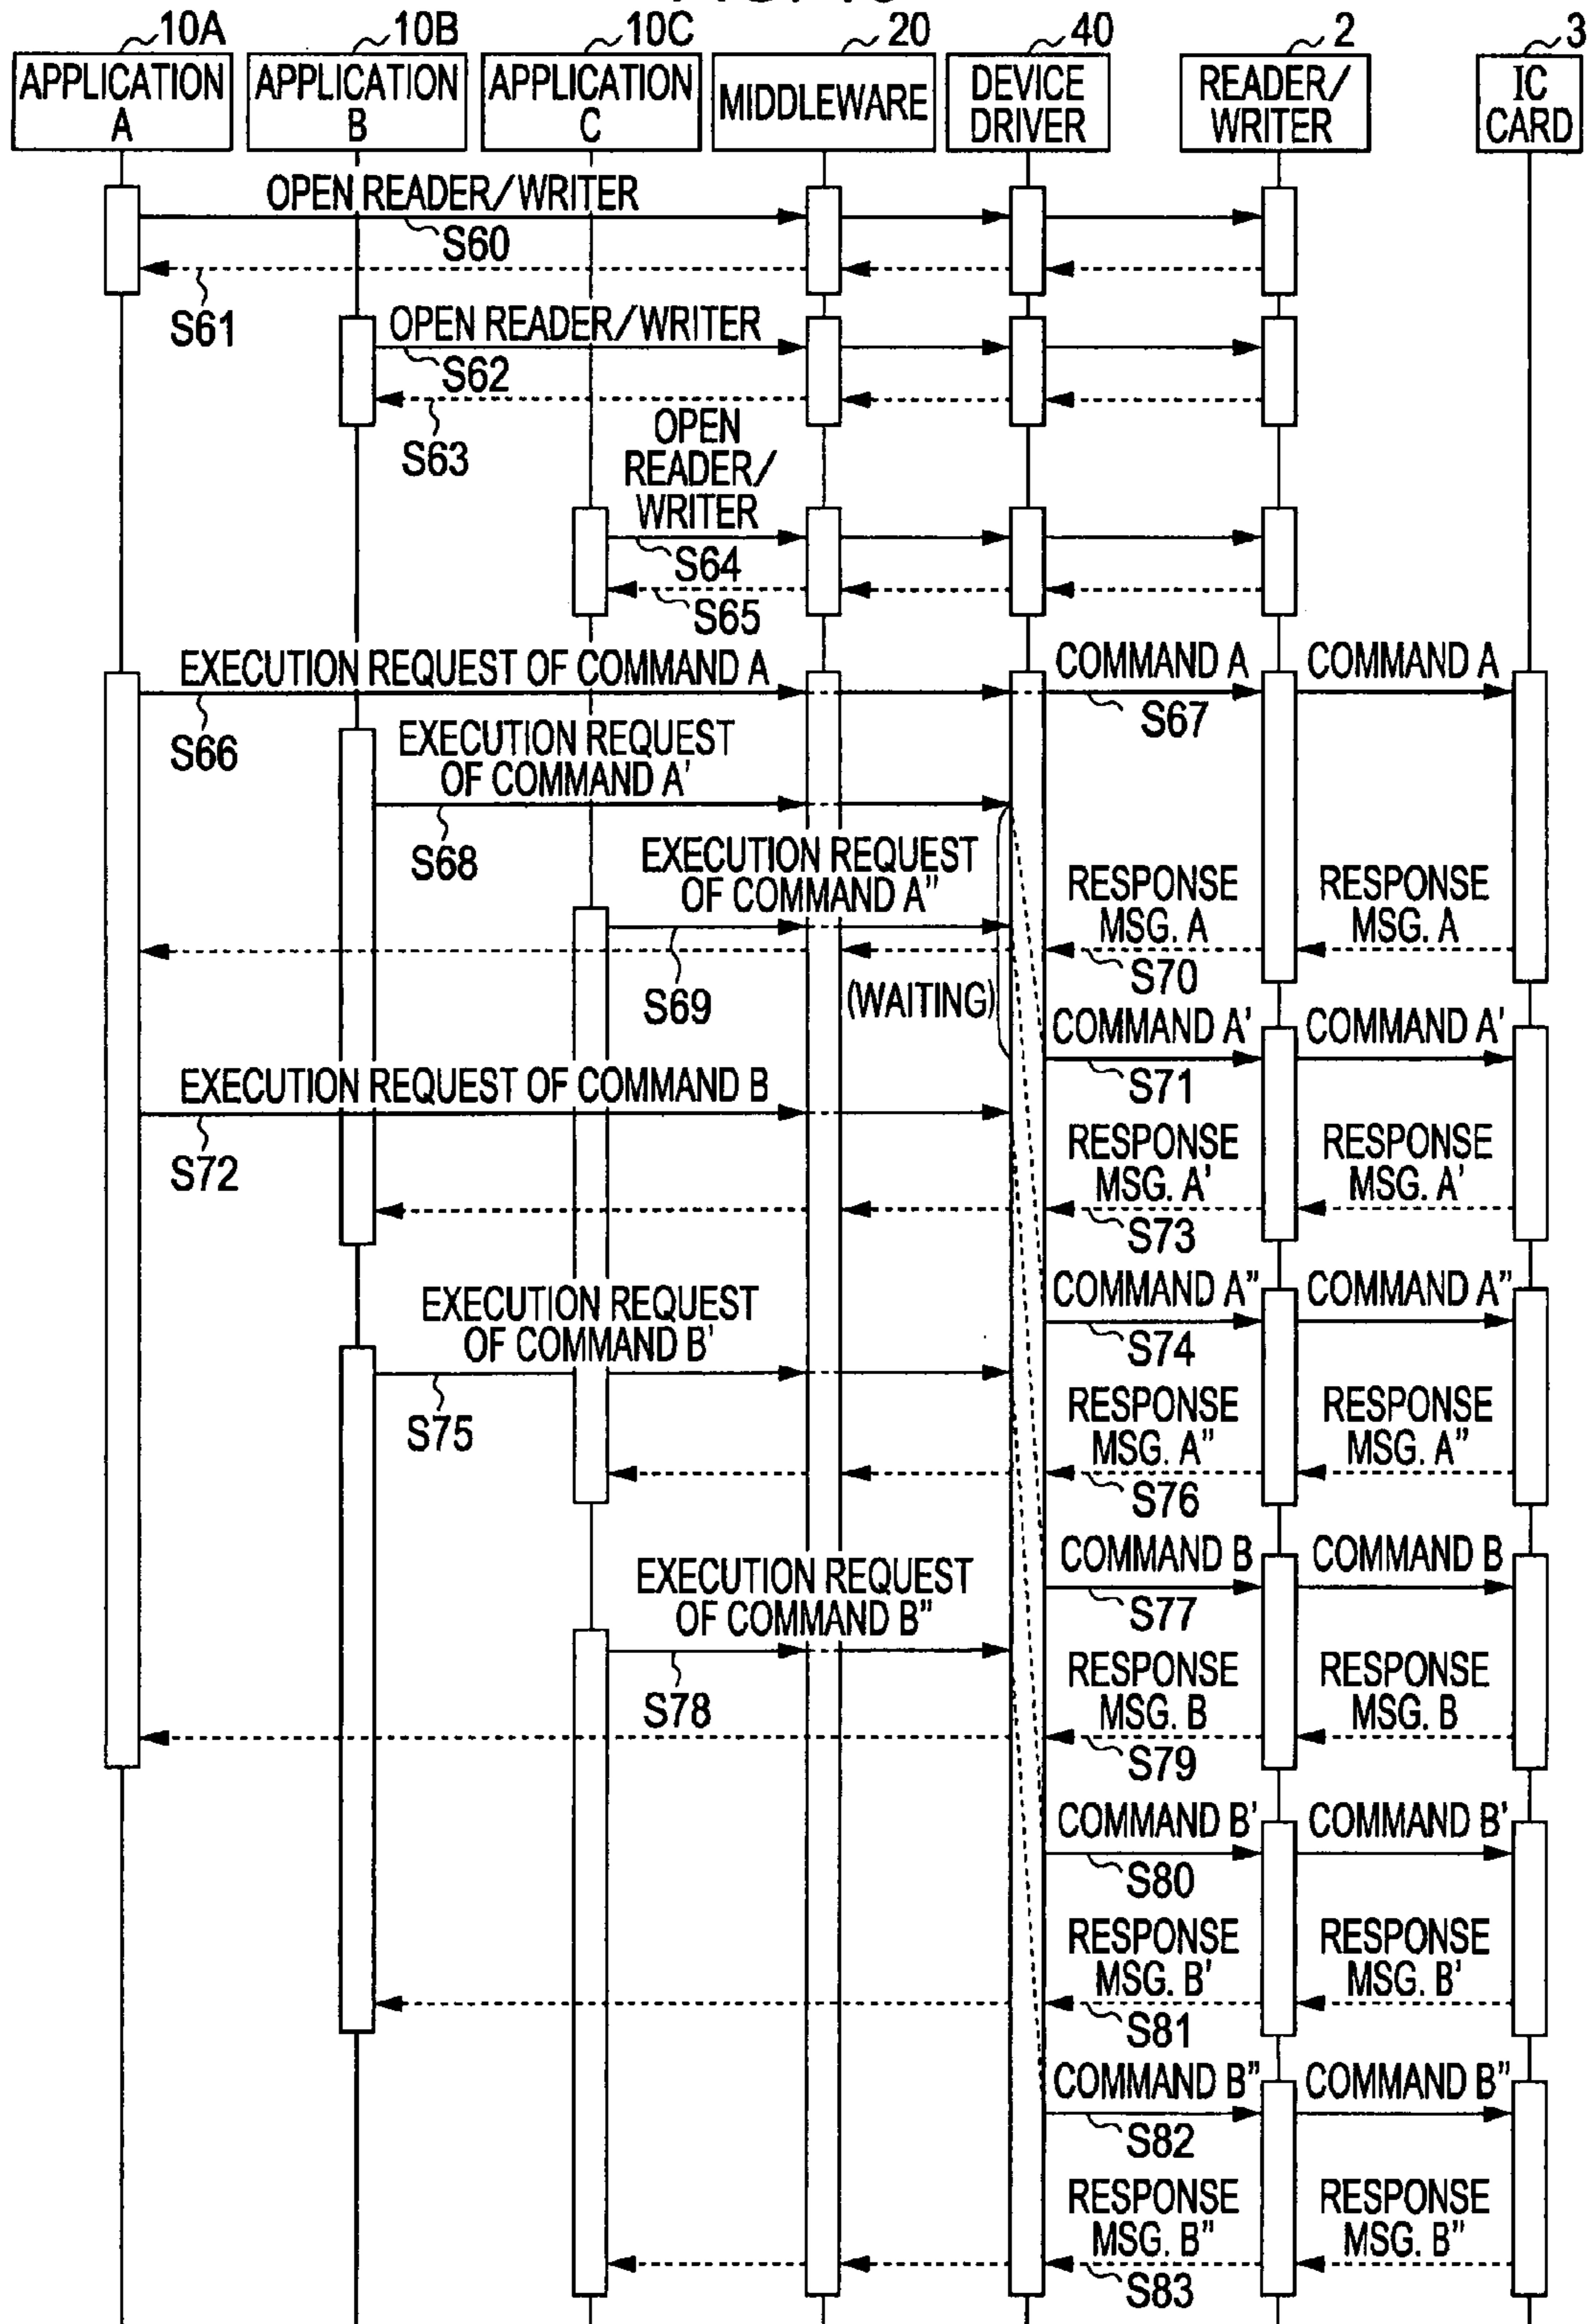 10A
10B
10C
20
40
2
3
APPLICATION
A
APPLICATION
B
APPLICATION
C
MIDDLEWARE
DEVICE
DRIVER
READER/
WRITER
IC
CARD
OPEN READER/WRITER
S60
S61
OPEN READER/WRITER
S62
S63
OPEN
READER/
WRITER
S64
S65
EXECUTION REQUEST OF COMMAND A
COMMAND A
COMMAND A
S66
S67
EXECUTION REQUEST
OF COMMAND A'
S68
EXECUTION REQUEST
OF COMMAND A"
S69
RESPONSE
MSG. A
RESPONSE
MSG. A
S70
(WAITING)
COMMAND A'
COMMAND A'
S71
EXECUTION REQUEST OF COMMAND B
S72
RESPONSE
MSG. A'
RESPONSE
MSG. A'
S73
COMMAND A"
COMMAND A"
S74
EXECUTION REQUEST
OF COMMAND B'
S75
RESPONSE
MSG. A"
RESPONSE
MSG. A"
S76
COMMAND B
COMMAND B
S77
EXECUTION REQUEST
OF COMMAND B"
S78
RESPONSE
MSG. B
RESPONSE
MSG. B
S79
COMMAND B'
COMMAND B'
S80
RESPONSE
MSG. B'
RESPONSE
MSG. B'
S81
COMMAND B"
COMMAND B"
S82
RESPONSE
MSG. B"
RESPONSE
MSG. B"
S83